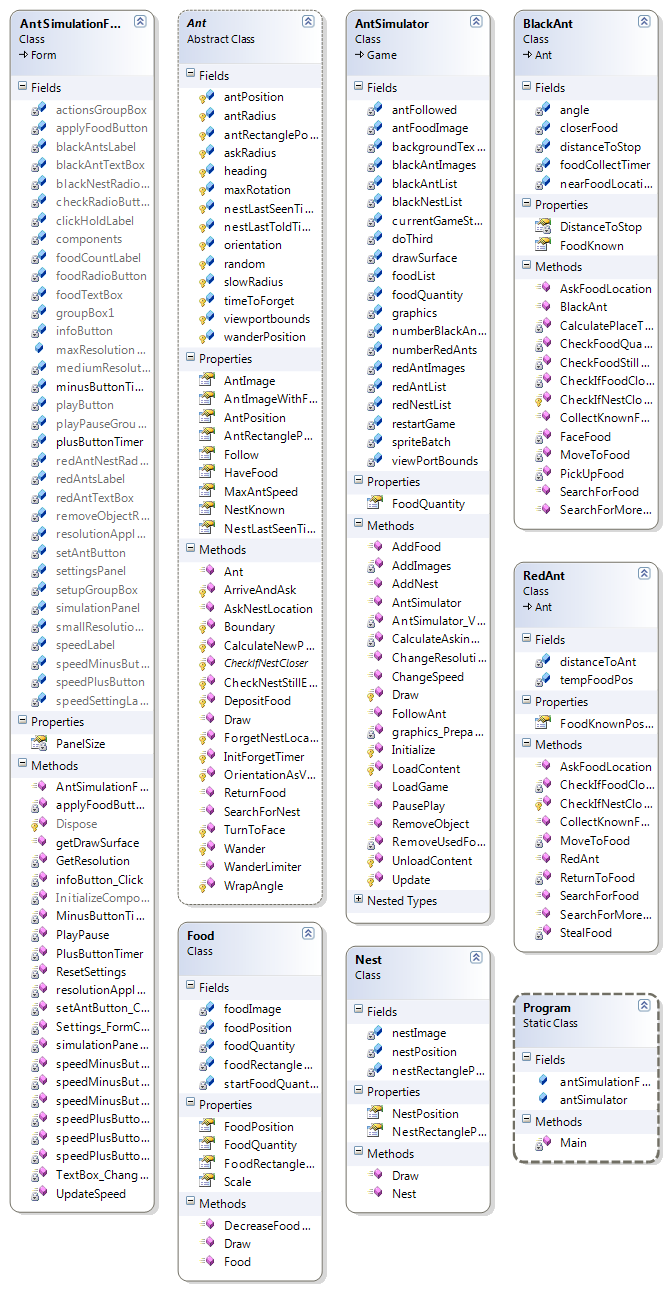 AntSimulationF...
Class
Form
Fields
actionsGroupBox
applyFoodButton
blackAntsLabel
blackAntTextBox
blackNestRadio...
checkRadioButt...
clickHoldLabel
components
foodCountLabel
foodRadioButton
foodTextBox
groupBox1
infoButton
maxResolution ...
mediumResolut...
minusButtonTi...
playButton
playPauseGrou...
plusButtonTimer
redAntNestRad...
redAntsLabel
redAntTextBox
removeObjectR...
resolutionAppl...
setAntButton
settingsPanel
setupGroupBox
simulationPanel
smallResolutio...
speedLabel
speedMinusBut...
speedPlusButton
speedSettingLa...
Properties
PanelSize
Methods
AntSimulationF...
applyFoodButt...
Dispose
getDrawSurface
GetResolution
infoButton_Click
InitializeCompo...
MinusButtonTi...
PlayPause
PlusButtonTimer
ResetSettings
resolutionAppl...
setAntButton_C...
Settings_FormC...
simulationPane...
speedMinusBut...
speedMinusBut...
speedMinusBut...
speedPlusButto...
speedPlusButto...
speedPlusButto...
TextBox_Chang...
UpdateSpeed
Ant
Abstract Class
Fields
antPosition
antRadius
antRectanglePo...
askRadius
heading
maxRotation
nestLastSeenTi...
nestLastToldTi...
orientation
random
slowRadius
timeToForget
viewportbounds
wanderPosition
Properties
AntImage
AntImageWithF...
AntPosition
AntRectangleP...
Follow
HaveFood
MaxAntSpeed
NestKnown
NestLastSeenTi...
Methods
Ant
ArriveAndAsk
AskNestLocation
Boundary
CalculateNewP...
CheckIfNestCloser
CheckNestStillE...
DepositFood
Draw
ForgetNestLoca...
InitForgetTimer
OrientationAsV...
ReturnFood
SearchForNest
TurnToFace
Wander
WanderLimiter
WrapAngle
Food
Class
Fields
foodImage
foodPosition
foodQuantity
foodRectangle...
startFoodQuant...
Properties
FoodPosition
FoodQuantity
FoodRectangle...
Scale
Methods
DecreaseFood...
Draw
Food
AntSimulator
Class
Game
Fields
antFollowed
antFoodImage
backgroundTex...
blackAntImages
blackAntList
blackNestList
currentGameSt...
doThird
drawSurface
foodList
foodQuantity
graphics
numberBlackAn...
numberRedAnts
redAntImages
redAntList
redNestList
restartGame
spriteBatch
viewPortBounds
Properties
FoodQuantity
Methods
AddFood
AddImages
AddNest
AntSimulator
AntSimulator_V...
CalculateAskin...
ChangeResoluti...
ChangeSpeed
Draw
FollowAnt
graphics_Prepa...
Initialize
LoadContent
LoadGame
PausePlay
RemoveObject
RemoveUsedFo...
UnloadContent
Update
Nested Types
Nest
Class
Fields
nestImage
nestPosition
nestRectangleP...
Properties
NestPosition
NestRectangleP...
Methods
Draw
Nest
BlackAnt
Class
Ant
Fields
angle
closerFood
distanceToStop
foodCollectTimer
nearFoodLocati...
Properties
DistanceToStop
FoodKnown
Methods
AskFoodLocation
BlackAnt
CalculatePlaceT...
CheckFoodQua...
CheckFoodStill...
CheckIfFoodClo...
CheckIfNestClo...
CollectKnownF...
FaceFood
MoveToFood
PickUpFood
SearchForFood
SearchForMore...
RedAnt
Class
Ant
Fields
distanceToAnt
tempFoodPos
Properties
FoodKnownPos...
Methods
AskFoodLocation
CheckIfFoodClo...
CheckIfNestClo...
CollectKnownF...
MoveToFood
RedAnt
ReturnToFood
SearchForFood
SearchForMore...
StealFood
Program
Static Class
Fields
antSimulationF...
antSimulator
Methods
Main